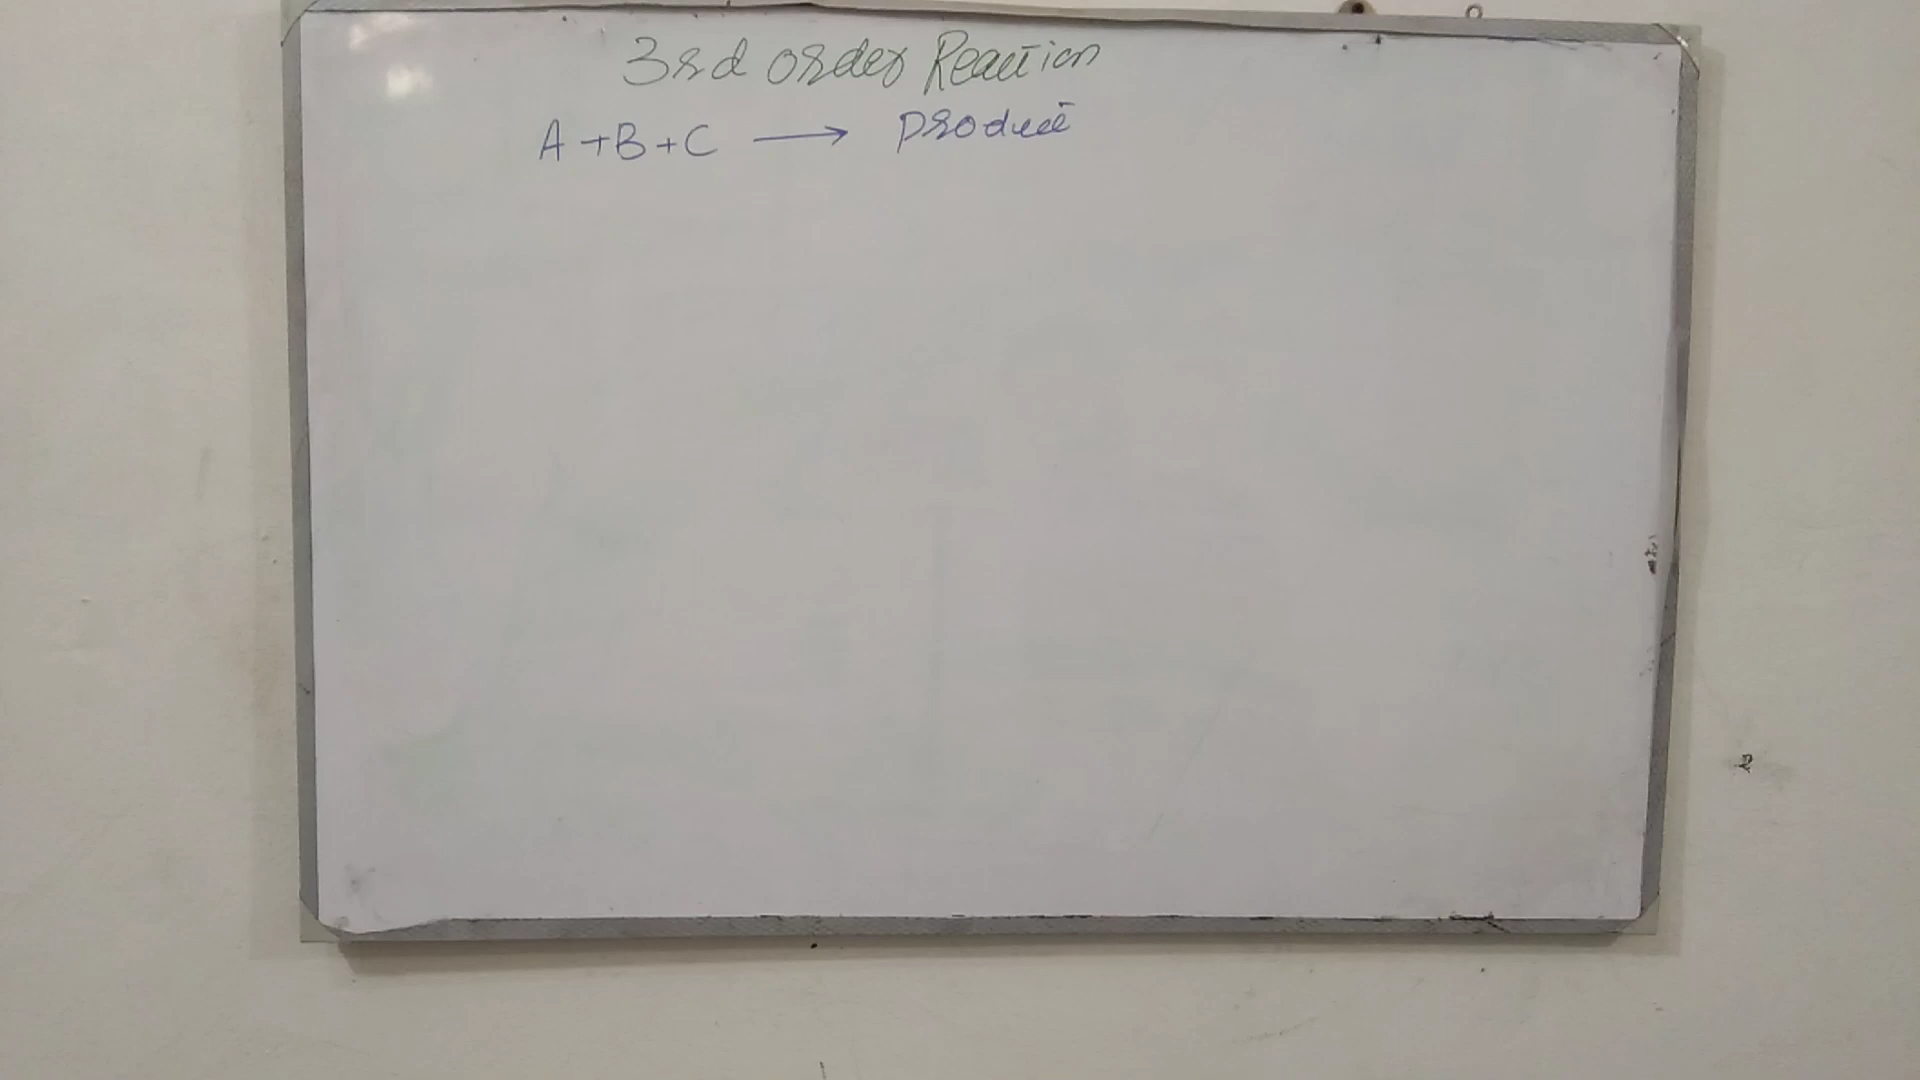 3rd order Reaction
A + B + C ⟶ Product